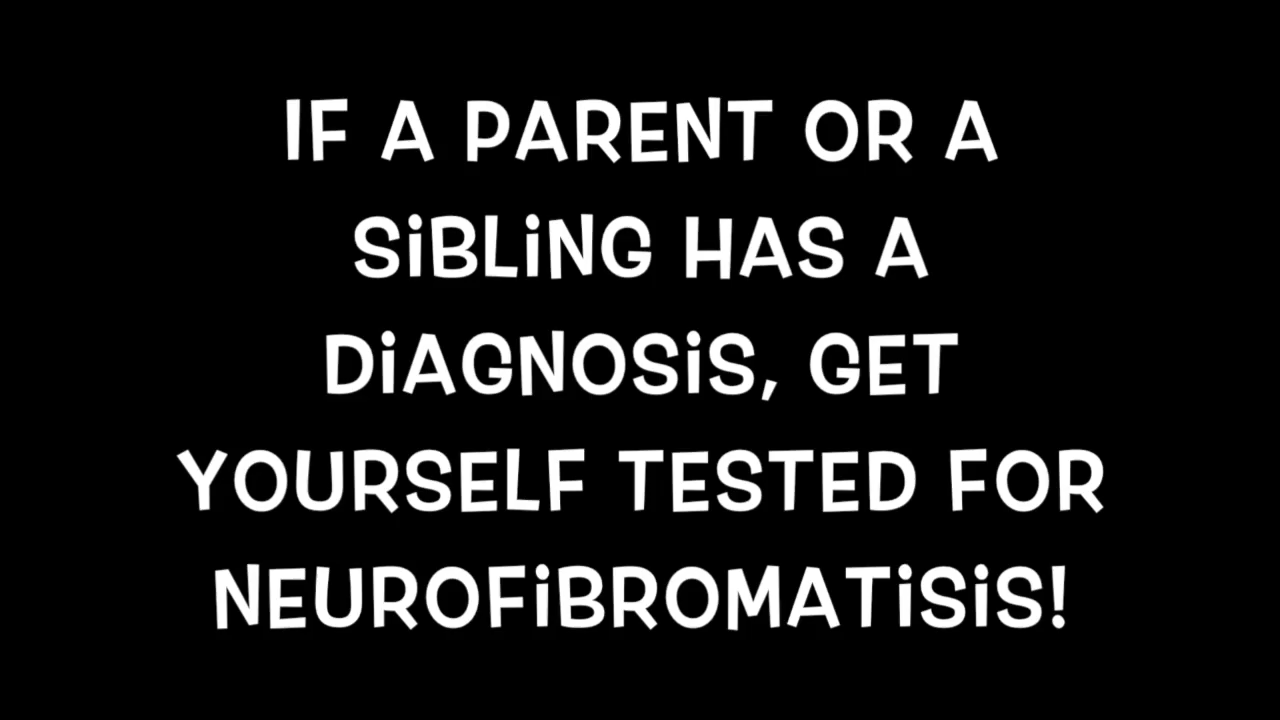 IF A PARENT OR A
SIBLING HAS A
DIAGNOSIS, GET
YOURSELF TESTED FOR
NEUROFIBROMATISIS!